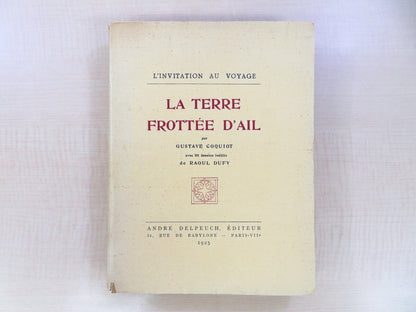 L'INVITATION AU VOYAGE
LA TERRE
FROTTÉE D'AIL
par
GUSTAVE COQUIOT
avec 101 dessins inédits
de RAOUL DUFY
ANDRÉ DELPEUCH, ÉDITEUR
51, RUE DE BABYLONE — PARIS-VIIe
1925